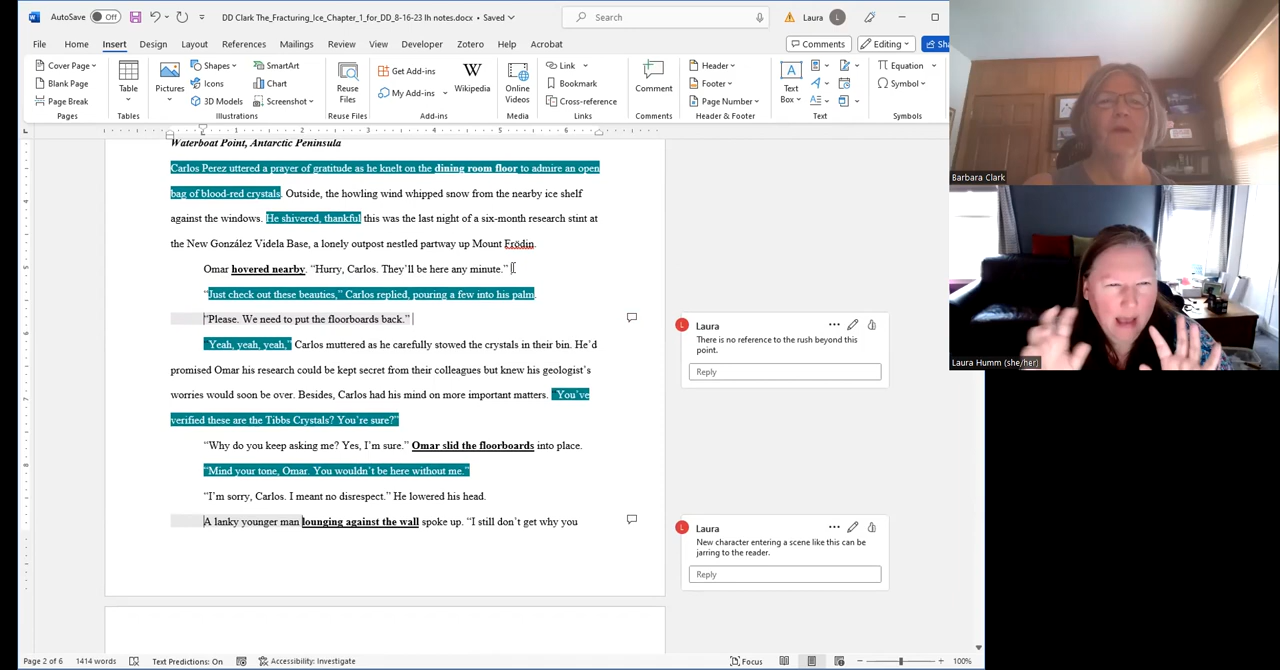 AutoSave Off DD Clark The_Fracturing_Ice_Chapter_1_for_DD_8-16-23 lh notes.docx • Saved Search Laura L
File Home Insert Design Layout References Mailings Review View Developer Zotero Help Acrobat Comments Editing Sha
Cover Page
Blank Page
Page Break
Pages
Table
Tables
Pictures
Shapes
Icons
3D Models
SmartArt
Chart
Screenshot
Illustrations
Reuse
Files
Reuse Files
Get Add-ins
My Add-ins
W
Wikipedia
Add-ins
Online
Videos
Media
Link
Bookmark
Cross-reference
Links
Comment
Comments
Header
Footer
Page Number
Header & Footer
A
Text
Box
Text
Equation
Symbol
Symbols
Waterboat Point, Antarctic Peninsula
Carlos Perez uttered a prayer of gratitude as he knelt on the dining room floor to admire an open
bag of blood-red crystals. Outside, the howling wind whipped snow from the nearby ice shelf
against the windows. He shivered, thankful this was the last night of a six-month research stint at
the New González Videla Base, a lonely outpost nestled partway up Mount Frödin.
Omar hovered nearby. “Hurry, Carlos. They’ll be here any minute.”
“Just check out these beauties,” Carlos replied, pouring a few into his palm.
“Please. We need to put the floorboards back.”
“Yeah, yeah, yeah,” Carlos muttered as he carefully stowed the crystals in their bin. He’d
promised Omar his research could be kept secret from their colleagues but knew his geologist’s
worries would soon be over. Besides, Carlos had his mind on more important matters. “You’ve
verified these are the Tibbs Crystals? You’re sure?”
“Why do you keep asking me? Yes, I’m sure.” Omar slid the floorboards into place.
“Mind your tone, Omar. You wouldn’t be here without me.”
“I’m sorry, Carlos. I meant no disrespect.” He lowered his head.
A lanky younger man lounging against the wall spoke up. “I still don’t get why you
L Laura
There is no reference to the rush beyond this
point.
Reply
L Laura
New character entering a scene like this can be
jarring to the reader.
Reply
Barbara Clark
Laura Humm (she/her)
Page 2 of 6 1414 words Text Predictions: On Accessibility: Investigate Focus 100%